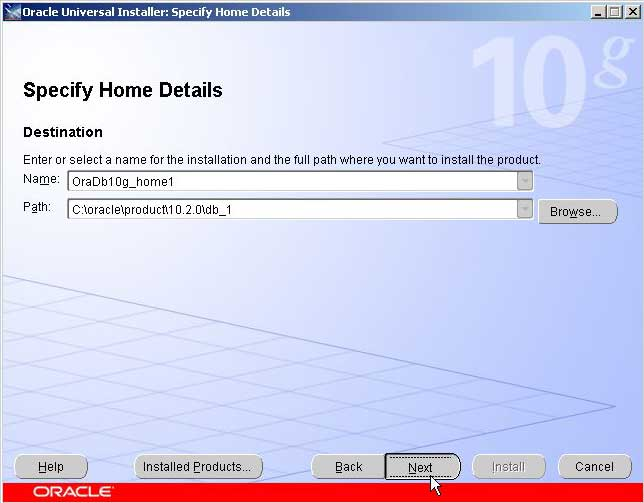 Oracle Universal Installer: Specify Home Details
10g
Specify Home Details
Destination
Enter or select a name for the installation and the full path where you want to install the product.
Name: OraDb10g_home1
Path: C:\oracle\product\10.2.0\db_1 Browse...
Help Installed Products... Back Next Install Cancel
ORACLE